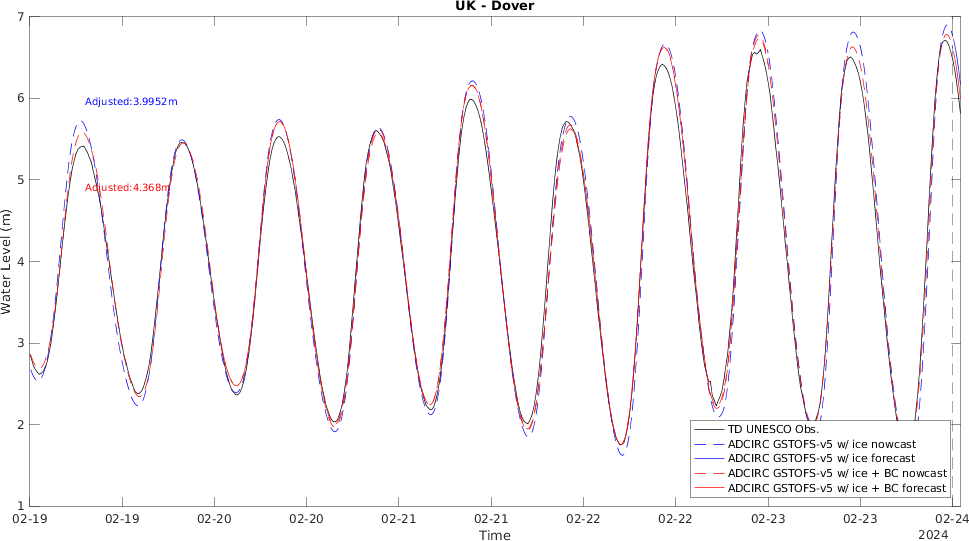 UK - Dover
7
6
5
4
3
2
1
Water Level (m)
Adjusted:3.9952m
Adjusted:4.368m
TD UNESCO Obs.
ADCIRC GSTOFS-v5 w/ ice nowcast
ADCIRC GSTOFS-v5 w/ ice forecast
ADCIRC GSTOFS-v5 w/ ice + BC nowcast
ADCIRC GSTOFS-v5 w/ ice + BC forecast
02-19 02-19 02-20 02-20 02-21 02-21 02-22 02-22 02-23 02-23 02-24
Time
2024